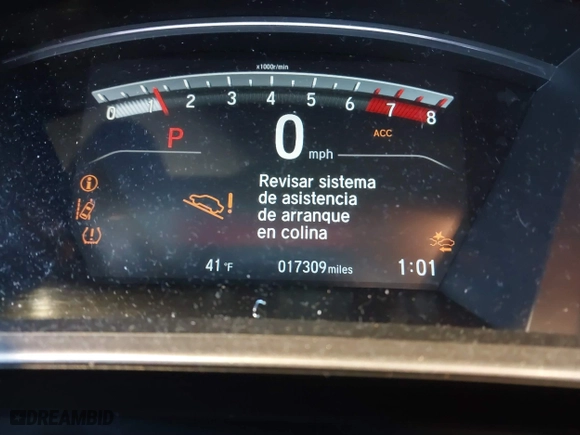 x1000r/min
0 1 2 3 4 5 6 7 8
P 0 mph ACC
Revisar sistema
de asistencia
de arranque
en colina
41 °F 017309 miles 1:01
DREAMBID